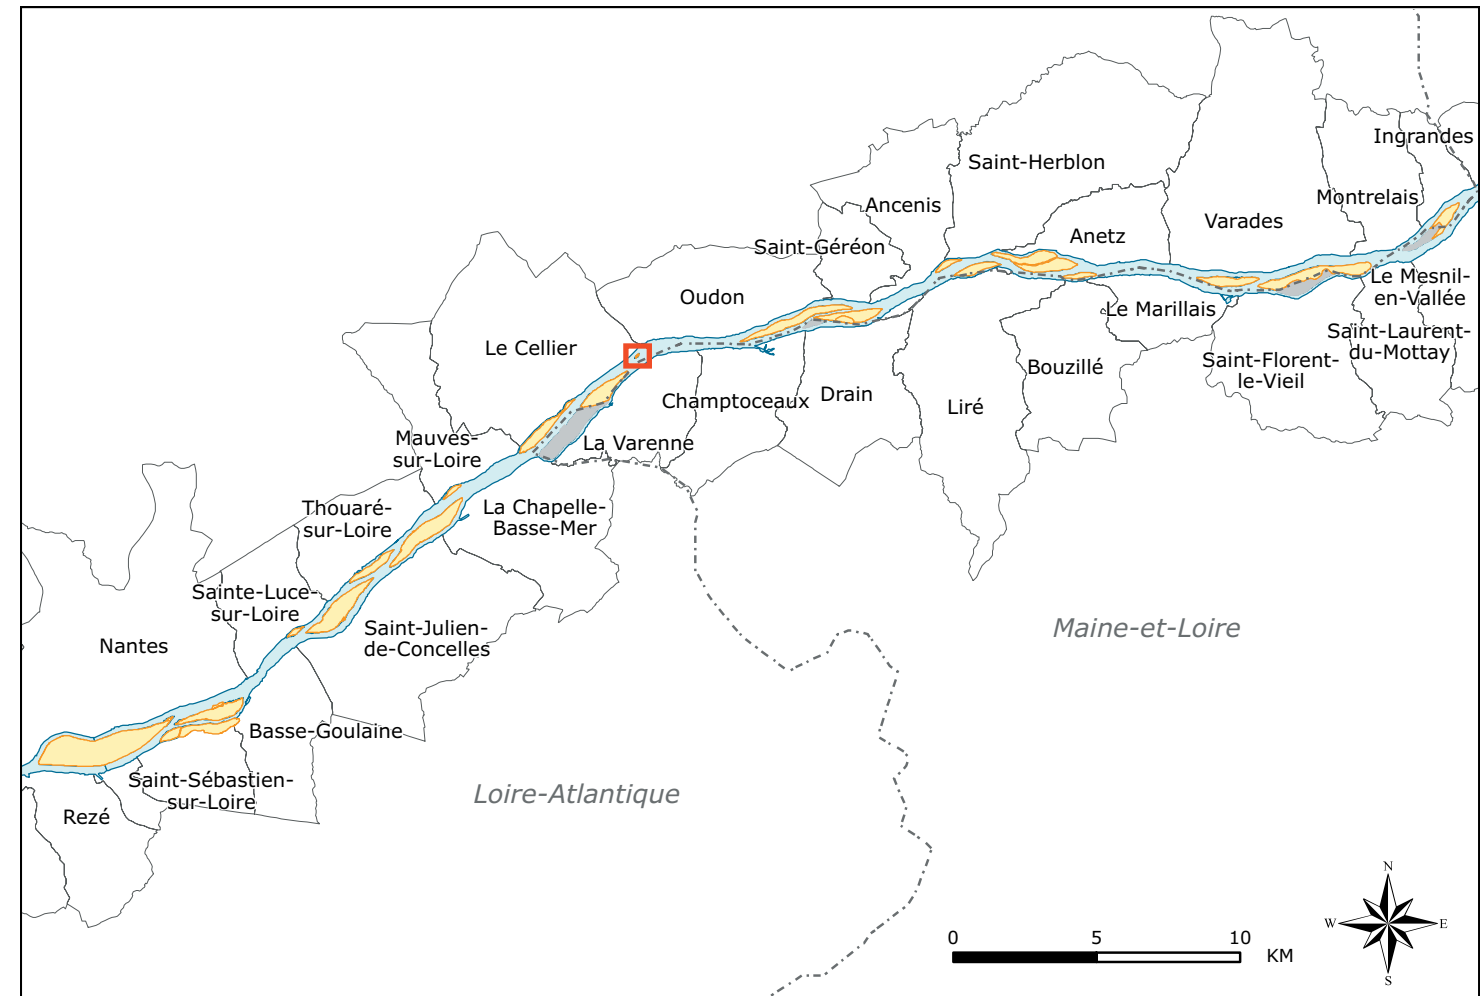 Ingrandes
Saint-Herblon
Montrelais
Ancenis
Varades
Anetz
Saint-Géréon
Le Mesnil-
en-Vallée
Oudon
Le Marillais
Saint-Laurent-
du-Mottay
Le Cellier
Saint-Florent-
le-Vieil
Bouzillé
Champtoceaux
Drain
Liré
Mauves-
sur-Loire
La Varenne
Thouaré-
sur-Loire
La Chapelle-
Basse-Mer
Sainte-Luce-
sur-Loire
Nantes
Saint-Julien-
de-Concelles
Maine-et-Loire
Basse-Goulaine
Saint-Sébastien-
sur-Loire
Loire-Atlantique
Rezé
N
W
E
S
0 5 10
KM